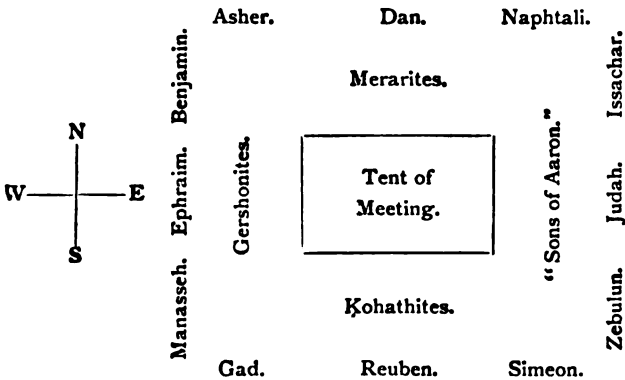 Asher. Dan. Naphtali.
Benjamin.
Ephraim.
Manasseh.
Merarites.
Gershonites.
Tent of
Meeting.
"Sons of Aaron."
Issachar.
Judah.
Zebulun.
Kohathites.
Gad. Reuben. Simeon.
N
W E
S